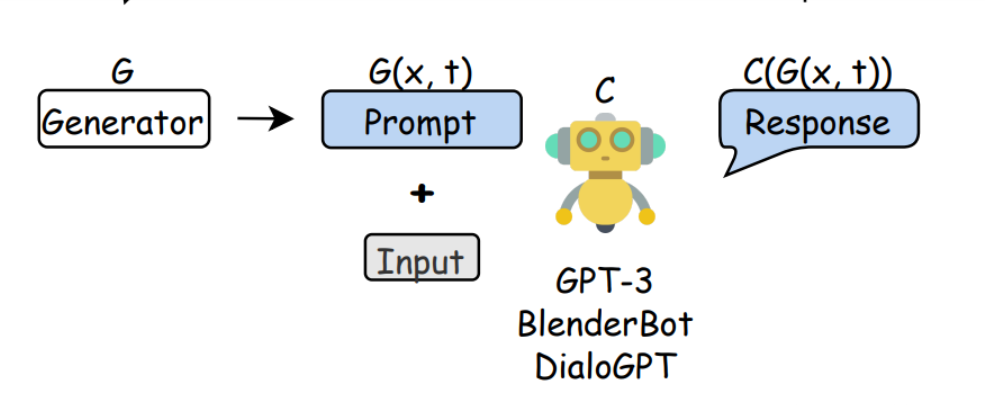 G
Generator
G(x, t)
Prompt
+
Input
C
GPT-3
BlenderBot
DialoGPT
C(G(x, t))
Response